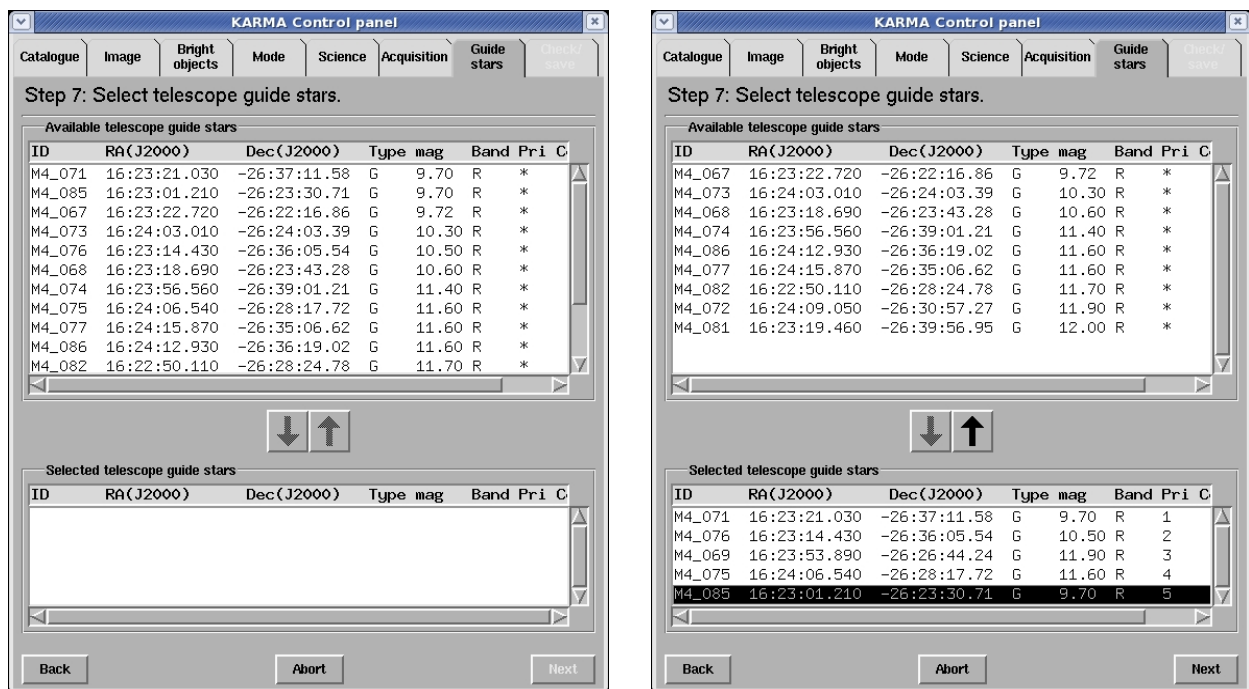 KARMA Control panel
Catalogue Image Bright objects Mode Science Acquisition Guide stars Check/ save
Step 7: Select telescope guide stars.
Available telescope guide stars
ID RA(J2000) Dec(J2000) Type mag Band Pri C
M4_071 16:23:21.030 -26:37:11.58 G 9.70 R *
M4_085 16:23:01.210 -26:23:30.71 G 9.70 R *
M4_067 16:23:22.720 -26:22:16.86 G 9.72 R *
M4_073 16:24:03.010 -26:24:03.39 G 10.30 R *
M4_076 16:23:14.430 -26:36:05.54 G 10.50 R *
M4_068 16:23:18.690 -26:23:43.28 G 10.60 R *
M4_074 16:23:56.560 -26:39:01.21 G 11.40 R *
M4_075 16:24:06.540 -26:28:17.72 G 11.60 R *
M4_077 16:24:15.870 -26:35:06.62 G 11.60 R *
M4_086 16:24:12.930 -26:36:19.02 G 11.60 R *
M4_082 16:22:50.110 -26:28:24.78 G 11.70 R *
Selected telescope guide stars
ID RA(J2000) Dec(J2000) Type mag Band Pri C
Back Abort Next
KARMA Control panel
Catalogue Image Bright objects Mode Science Acquisition Guide stars Check/ save
Step 7: Select telescope guide stars.
Available telescope guide stars
ID RA(J2000) Dec(J2000) Type mag Band Pri C
M4_067 16:23:22.720 -26:22:16.86 G 9.72 R *
M4_073 16:24:03.010 -26:24:03.39 G 10.30 R *
M4_068 16:23:18.690 -26:23:43.28 G 10.60 R *
M4_074 16:23:56.560 -26:39:01.21 G 11.40 R *
M4_086 16:24:12.930 -26:36:19.02 G 11.60 R *
M4_077 16:24:15.870 -26:35:06.62 G 11.60 R *
M4_082 16:22:50.110 -26:28:24.78 G 11.70 R *
M4_072 16:24:09.050 -26:30:57.27 G 11.90 R *
M4_081 16:23:19.460 -26:39:56.95 G 12.00 R *
Selected telescope guide stars
ID RA(J2000) Dec(J2000) Type mag Band Pri C
M4_071 16:23:21.030 -26:37:11.58 G 9.70 R 1
M4_076 16:23:14.430 -26:36:05.54 G 10.50 R 2
M4_069 16:23:53.890 -26:26:44.24 G 11.90 R 3
M4_075 16:24:06.540 -26:28:17.72 G 11.60 R 4
M4_085 16:23:01.210 -26:23:30.71 G 9.70 R 5
Back Abort Next